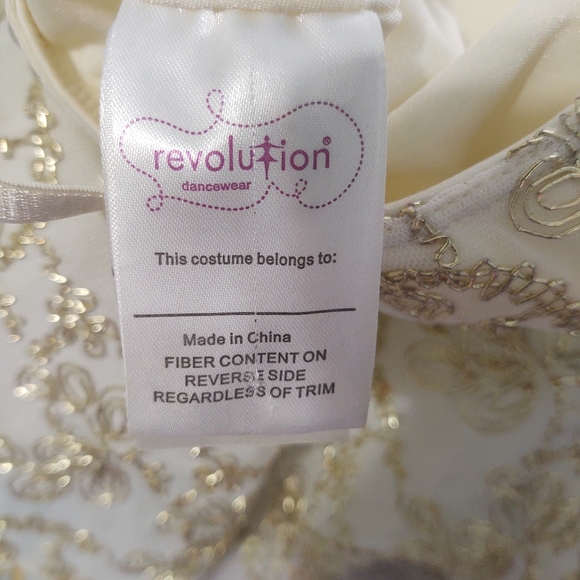 revolution®
dancewear
This costume belongs to:
Made in China
FIBER CONTENT ON
REVERSE SIDE
REGARDLESS OF TRIM